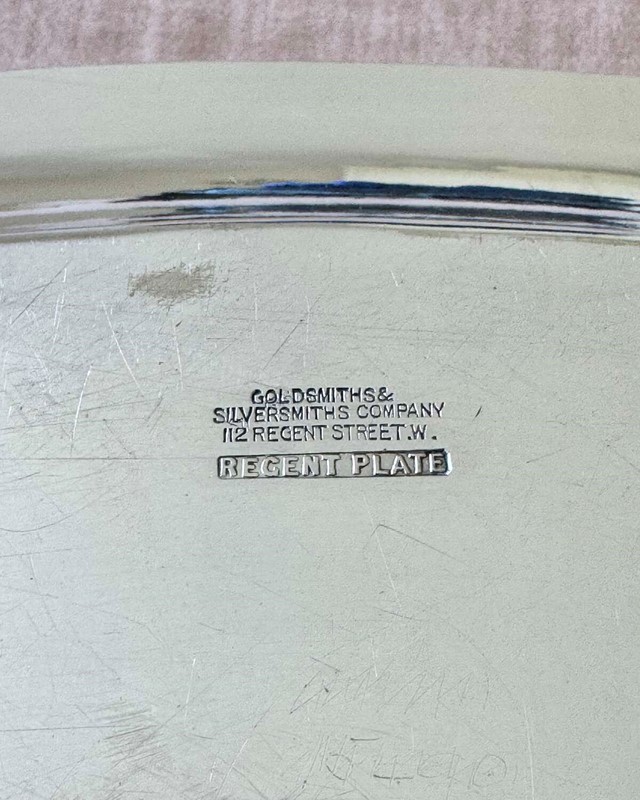 GOLDSMITHS &
SILVERSMITHS COMPANY
112 REGENT STREET.W.
REGENT PLATE